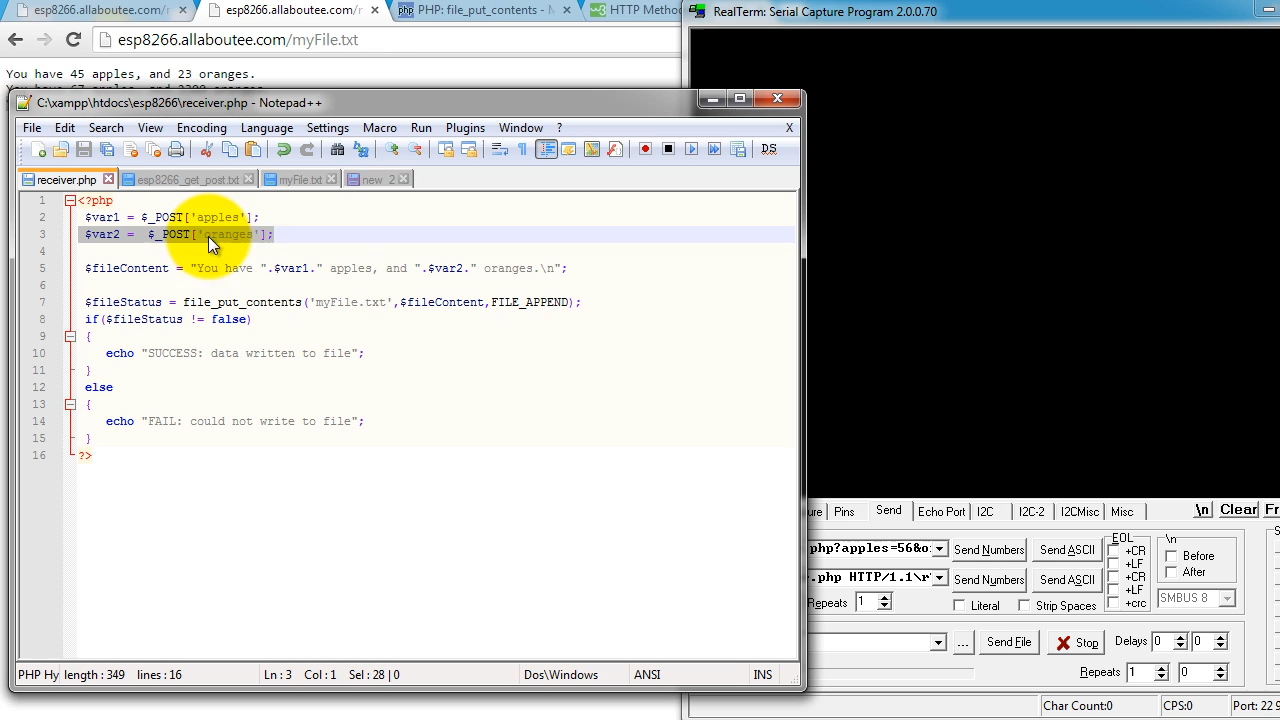 esp8266.allaboutee.com/r
esp8266.allaboutee.com/r
PHP: file_put_contents - M
HTTP Metho
RealTerm: Serial Capture Program 2.0.0.70
esp8266.allaboutee.com/myFile.txt
You have 45 apples, and 23 oranges.
C:\xampp\htdocs\esp8266\receiver.php - Notepad++
File Edit Search View Encoding Language Settings Macro Run Plugins Window ? X
DS
receiver.php esp8266_get_post.txt myFile.txt new 2
1 <?php
2 $var1 = $_POST['apples'];
3 $var2 = $_POST['oranges'];
4
5 $fileContent = "You have ".$var1." apples, and ".$var2." oranges.\n";
6
7 $fileStatus = file_put_contents('myFile.txt',$fileContent,FILE_APPEND);
8 if($fileStatus != false)
9 {
10 echo "SUCCESS: data written to file";
11 }
12 else
13 {
14 echo "FAIL: could not write to file";
15 }
16 ?>
ure Pins Send Echo Port I2C I2C-2 I2CMisc Misc \n Clear Fr
php?apples=56&o Send Numbers Send ASCII
EOL
+CR
+LF
+CR
+LF
+crc
\n
Before
After
.php HTTP/1.1\r Send Numbers Send ASCII
SMBUS 8
Repeats 1 Literal Strip Spaces
... Send File Stop Delays 0 0
Repeats 1 0
PHP Hy length : 349 lines : 16 Ln : 3 Col : 1 Sel : 28 | 0 Dos\Windows ANSI INS
Char Count:0 CPS:0 Port: 22 9